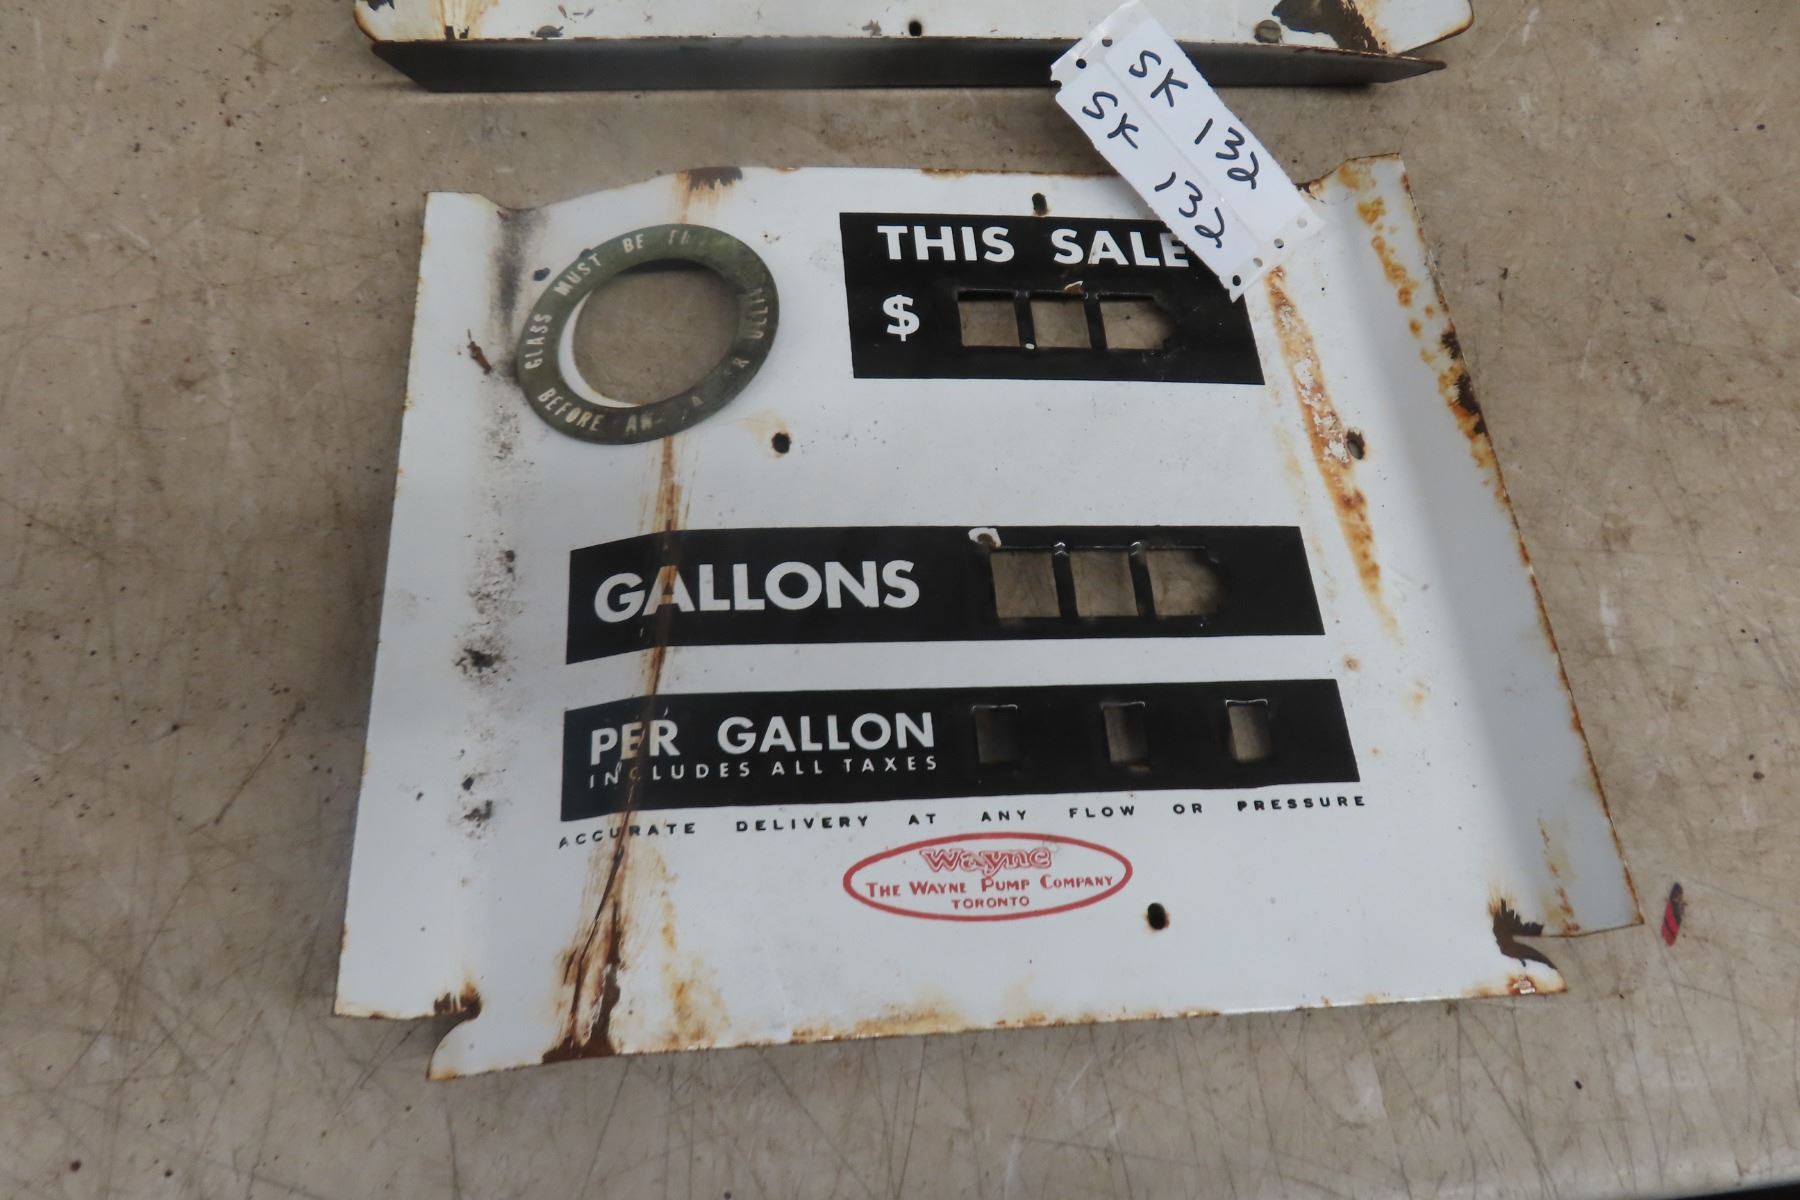 SK 132
SK 132
GLASS MUST BE
BEFORE
THIS SALE
$
GALLONS
PER GALLON
INCLUDES ALL TAXES
ACCURATE DELIVERY AT ANY FLOW OR PRESSURE
Wayne
THE WAYNE PUMP COMPANY
TORONTO